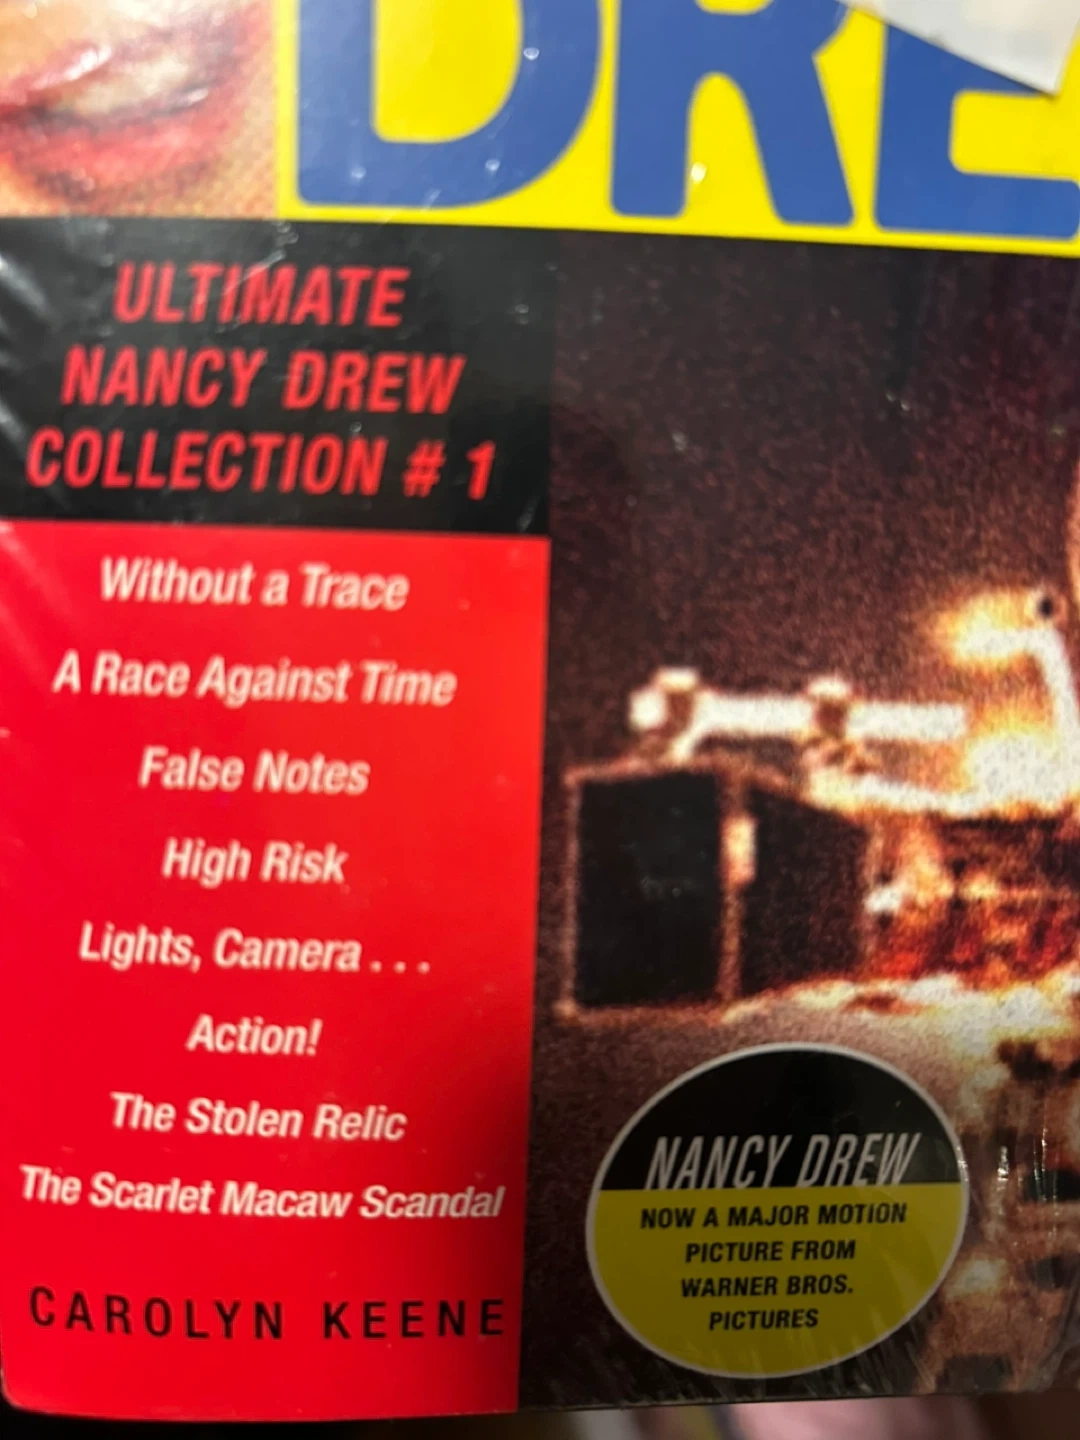 DRE
ULTIMATE
NANCY DREW
COLLECTION # 1
Without a Trace
A Race Against Time
False Notes
High Risk
Lights, Camera . . .
Action!
The Stolen Relic
The Scarlet Macaw Scandal
CAROLYN KEENE
NANCY DREW
NOW A MAJOR MOTION
PICTURE FROM
WARNER BROS.
PICTURES